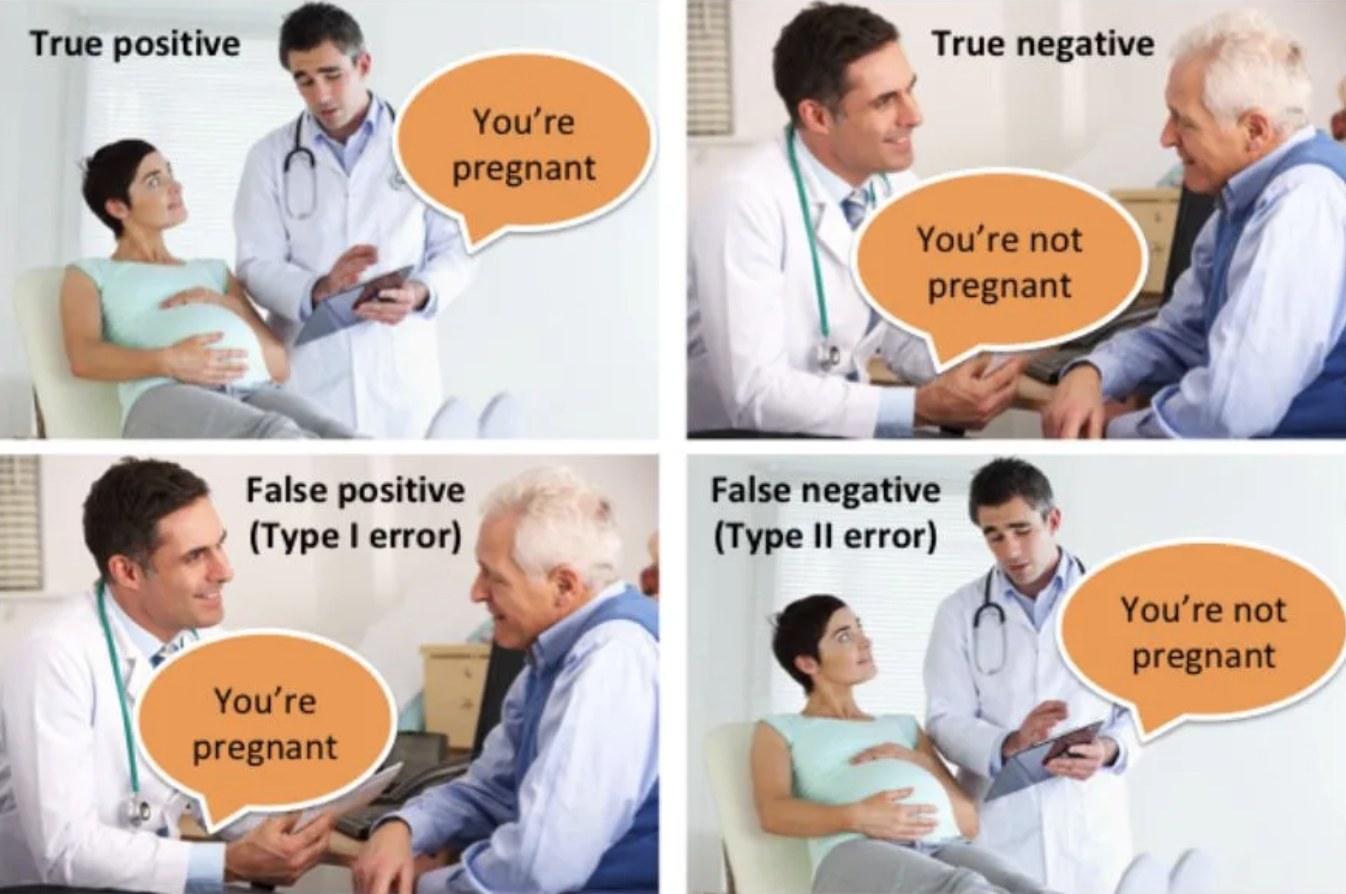 True positive
You’re
pregnant
True negative
You’re not
pregnant
False positive
(Type I error)
You’re
pregnant
False negative
(Type II error)
You’re not
pregnant